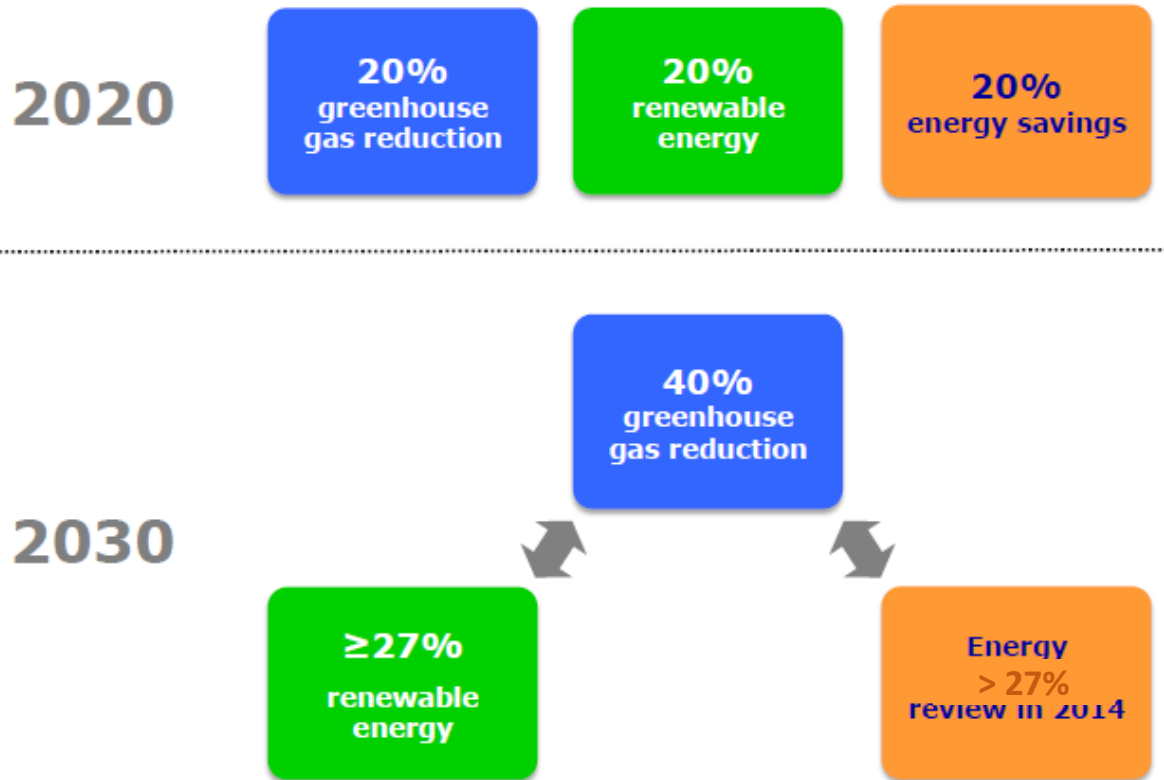 2020
20%
greenhouse
gas reduction
20%
renewable
energy
20%
energy savings
2030
40%
greenhouse
gas reduction
≥27%
renewable
energy
Energy
> 27%
review in 2014